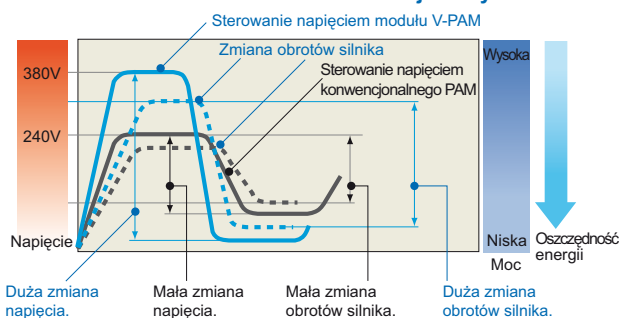 Sterowanie napięciem modułu V-PAM
Zmiana obrotów silnika
Sterowanie napięciem
konwencjonalnego PAM
380V
240V
Napięcie
Wysoka
Niska
Moc
Oszczędność
energii
Duża zmiana
napięcia.
Mała zmiana
napięcia.
Mała zmiana
obrotów silnika.
Duża zmiana
obrotów silnika.